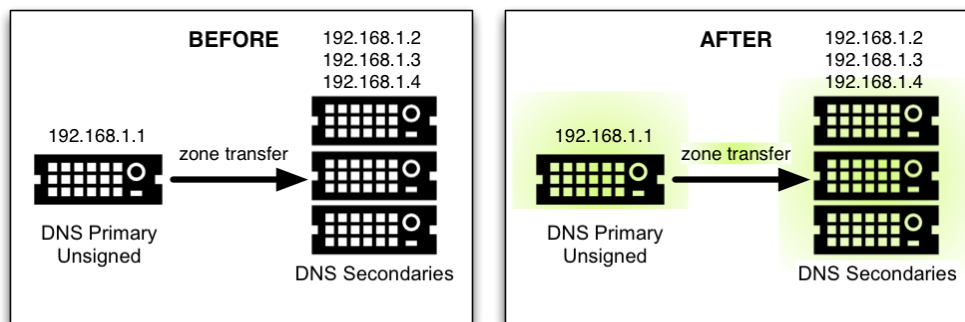 BEFORE
192.168.1.2
192.168.1.3
192.168.1.4
192.168.1.1
zone transfer
DNS Primary
Unsigned
DNS Secondaries
AFTER
192.168.1.2
192.168.1.3
192.168.1.4
192.168.1.1
zone transfer
DNS Primary
Unsigned
DNS Secondaries